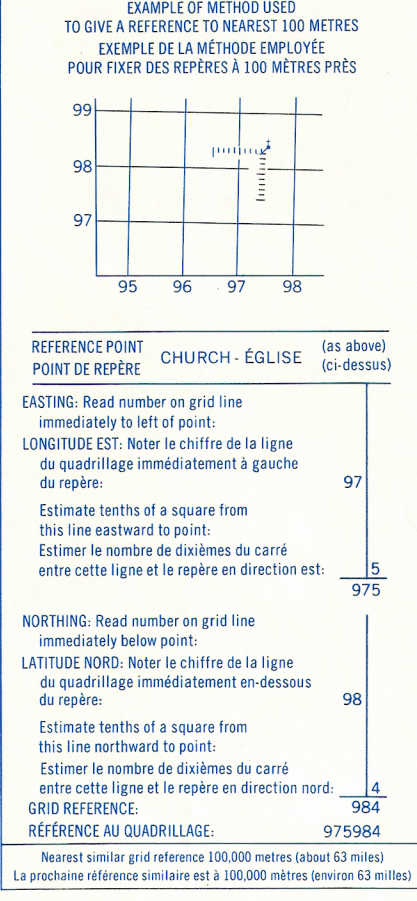 EXAMPLE OF METHOD USED
TO GIVE A REFERENCE TO NEAREST 100 METRES
EXEMPLE DE LA MÉTHODE EMPLOYÉE
POUR FIXER DES REPÈRES À 100 MÈTRES PRÈS
99
98
97
95 96 97 98
REFERENCE POINT
POINT DE REPÈRE
CHURCH - ÉGLISE
(as above)
(ci-dessus)
EASTING: Read number on grid line
immediately to left of point:
LONGITUDE EST: Noter le chiffre de la ligne
du quadrillage immédiatement à gauche
du repère: 97
Estimate tenths of a square from
this line eastward to point:
Estimer le nombre de dixièmes du carré
entre cette ligne et le repère en direction est: 5
975
NORTHING: Read number on grid line
immediately below point:
LATITUDE NORD: Noter le chiffre de la ligne
du quadrillage immédiatement en-dessous
du repère: 98
Estimate tenths of a square from
this line northward to point:
Estimer le nombre de dixièmes du carré
entre cette ligne et le repère en direction nord: 4
GRID REFERENCE: 984
RÉFÉRENCE AU QUADRILLAGE: 975984
Nearest similar grid reference 100,000 metres (about 63 miles)
La prochaine référence similaire est à 100,000 mètres (environ 63 milles)